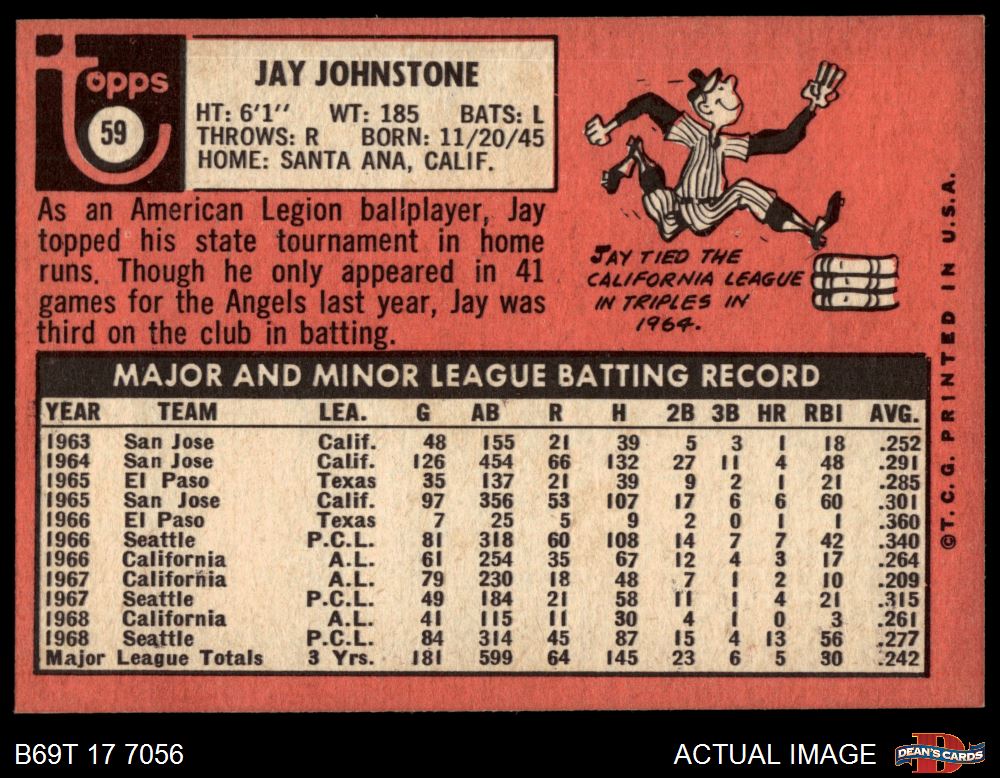 Topps
59
JAY JOHNSTONE
HT: 6'1" WT: 185 BATS: L
THROWS: R BORN: 11/20/45
HOME: SANTA ANA, CALIF.
As an American Legion ballplayer, Jay
topped his state tournament in home
runs. Though he only appeared in 41
games for the Angels last year, Jay was
third on the club in batting.
JAY TIED THE
CALIFORNIA LEAGUE
IN TRIPLES IN
1964.
MAJOR AND MINOR LEAGUE BATTING RECORD
YEAR TEAM LEA. G AB R H 2B 3B HR RBI AVG.
1963 San Jose Calif. 48 155 21 39 5 3 1 18 .252
1964 San Jose Calif. 126 454 66 132 27 11 4 48 .291
1965 El Paso Texas 35 137 21 39 9 2 1 21 .285
1965 San Jose Calif. 97 356 53 107 17 6 6 60 .301
1966 El Paso Texas 7 25 5 9 2 0 1 1 .360
1966 Seattle P.C.L. 81 318 60 108 14 7 7 42 .340
1966 California A.L. 61 254 35 67 12 4 3 17 .264
1967 California A.L. 79 230 18 48 7 1 2 10 .209
1967 Seattle P.C.L. 49 184 21 58 11 1 4 21 .315
1968 California A.L. 41 115 11 30 4 1 0 3 .261
1968 Seattle P.C.L. 84 314 45 87 15 4 13 56 .277
Major League Totals 3 Yrs. 181 599 64 145 23 6 5 30 .242
©T. C. G. PRINTED IN U.S.A.
B69T 17 7056
ACTUAL IMAGE
DEAN'S CARDS